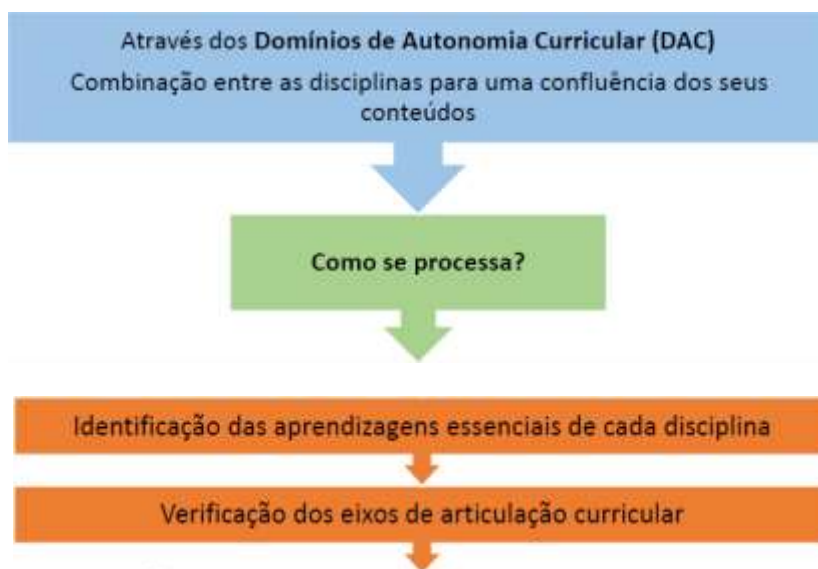 Através dos Domínios de Autonomia Curricular (DAC)
Combinação entre as disciplinas para uma confluência dos seus
conteúdos
Como se processa?
Identificação das aprendizagens essenciais de cada disciplina
Verificação dos eixos de articulação curricular